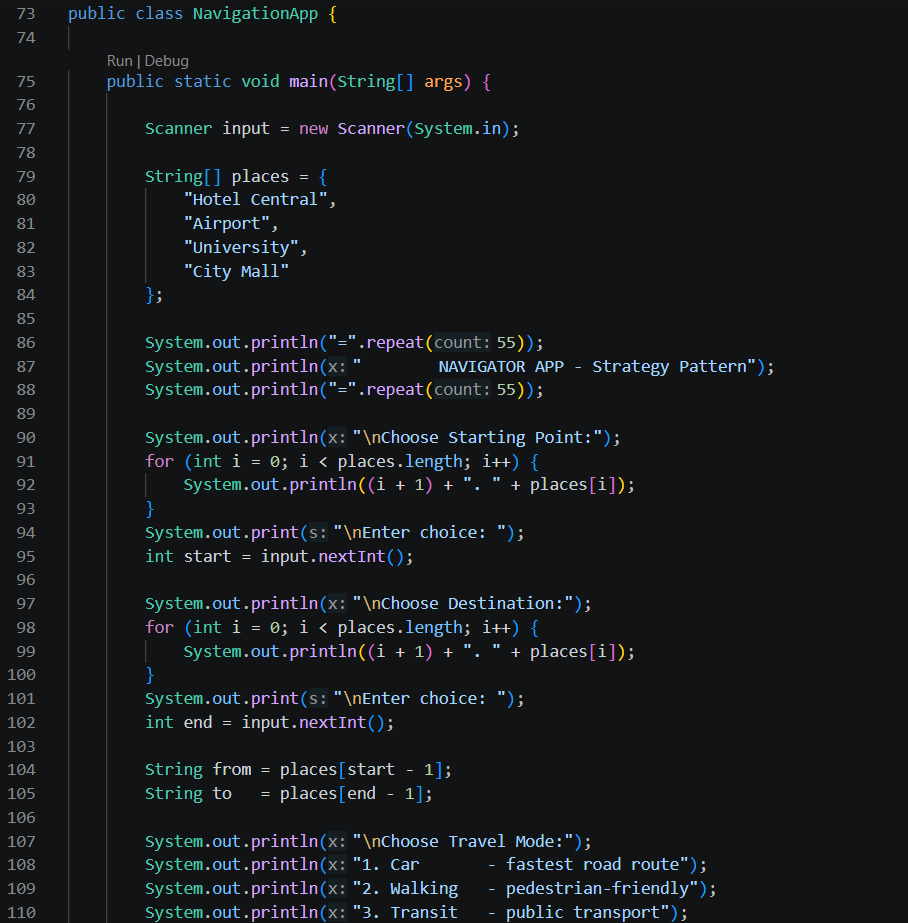 73 public class NavigationApp {
74
Run | Debug
75 public static void main(String[] args) {
76
77 Scanner input = new Scanner(System.in);
78
79 String[] places = {
80 "Hotel Central",
81 "Airport",
82 "University",
83 "City Mall"
84 };
85
86 System.out.println("=".repeat(count: 55));
87 System.out.println(x: "        NAVIGATOR APP - Strategy Pattern");
88 System.out.println("=".repeat(count: 55));
89
90 System.out.println(x: "\nChoose Starting Point:");
91 for (int i = 0; i < places.length; i++) {
92 System.out.println((i + 1) + ". " + places[i]);
93 }
94 System.out.print(s: "\nEnter choice: ");
95 int start = input.nextInt();
96
97 System.out.println(x: "\nChoose Destination:");
98 for (int i = 0; i < places.length; i++) {
99 System.out.println((i + 1) + ". " + places[i]);
100 }
101 System.out.print(s: "\nEnter choice: ");
102 int end = input.nextInt();
103
104 String from = places[start - 1];
105 String to   = places[end - 1];
106
107 System.out.println(x: "\nChoose Travel Mode:");
108 System.out.println(x: "1. Car       - fastest road route");
109 System.out.println(x: "2. Walking   - pedestrian-friendly");
110 System.out.println(x: "3. Transit   - public transport");